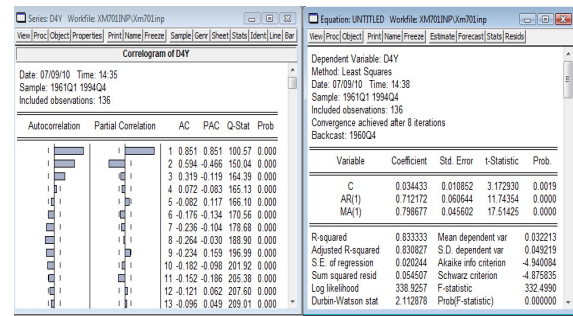 Series: D4Y Workfile: XM701INP\Xm701inp
View Proc Object Properties Print Name Freeze Sample Genr Sheet Stats Ident Line Bar
Correlogram of D4Y
Date: 07/09/10 Time: 14:35
Sample: 1961Q1 1994Q4
Included observations: 136
Autocorrelation Partial Correlation AC PAC Q-Stat Prob
1 0.851 0.851 100.57 0.000
2 0.594 -0.466 150.04 0.000
3 0.319 -0.119 164.39 0.000
4 0.072 -0.083 165.13 0.000
5 -0.082 0.117 166.10 0.000
6 -0.176 -0.134 170.56 0.000
7 -0.236 -0.104 178.68 0.000
8 -0.264 -0.030 188.90 0.000
9 -0.234 0.159 196.99 0.000
10 -0.182 -0.098 201.92 0.000
11 -0.152 -0.186 205.38 0.000
12 -0.121 0.062 207.60 0.000
13 -0.096 0.049 209.01 0.000
Equation: UNTITLED Workfile: XM701INP\Xm701inp
View Proc Object Print Name Freeze Estimate Forecast Stats Resids
Dependent Variable: D4Y
Method: Least Squares
Date: 07/09/10 Time: 14:38
Sample: 1961Q1 1994Q4
Included observations: 136
Convergence achieved after 8 iterations
Backcast: 1960Q4
Variable Coefficient Std. Error t-Statistic Prob.
C 0.034433 0.010852 3.172930 0.0019
AR(1) 0.712172 0.060644 11.74354 0.0000
MA(1) 0.798677 0.045602 17.51425 0.0000
R-squared 0.833333 Mean dependent var 0.032213
Adjusted R-squared 0.830827 S.D. dependent var 0.049219
S.E. of regression 0.020244 Akaike info criterion -4.940084
Sum squared resid 0.054507 Schwarz criterion -4.875835
Log likelihood 338.9257 F-statistic 332.4990
Durbin-Watson stat 2.112878 Prob(F-statistic) 0.000000